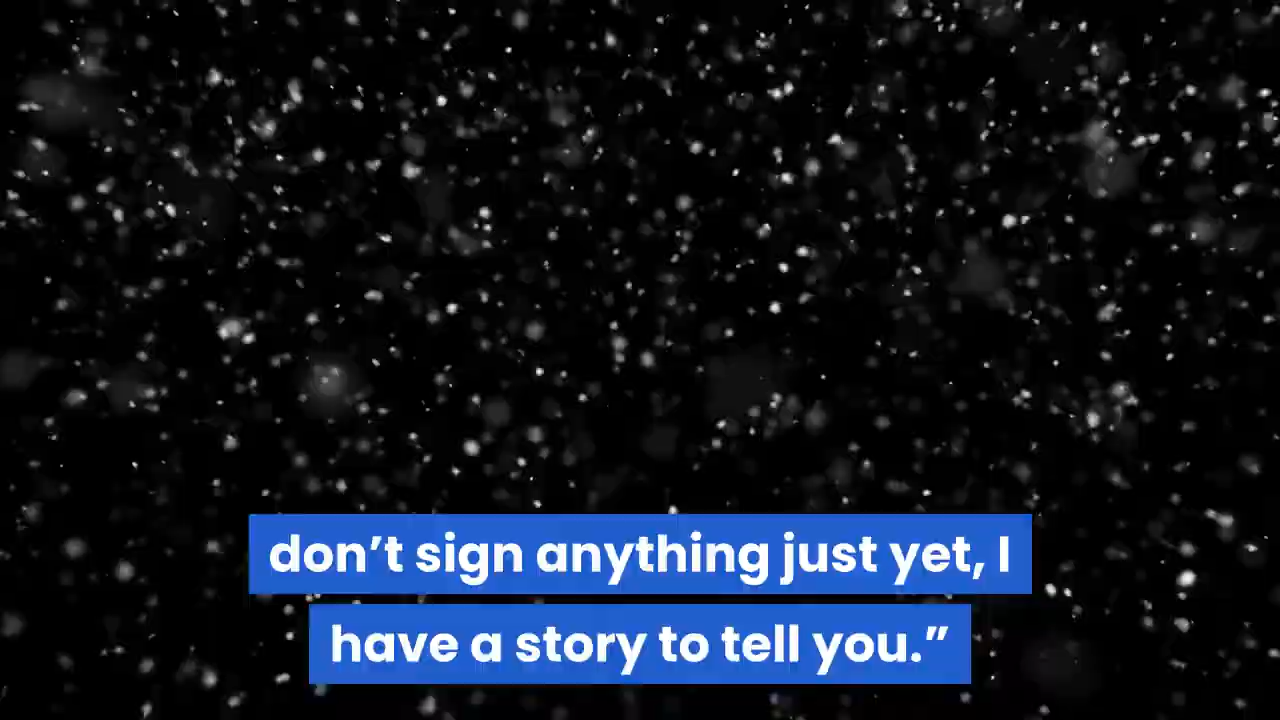 don’t sign anything just yet, I
have a story to tell you.”